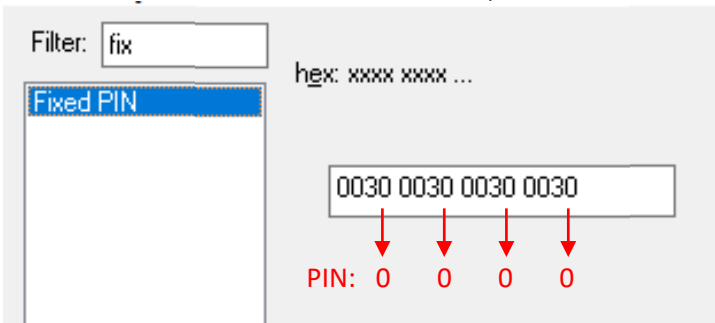 Filter: fix
hex: xxxx xxxx ...
Fixed PIN
0030 0030 0030 0030
PIN: 0 0 0 0